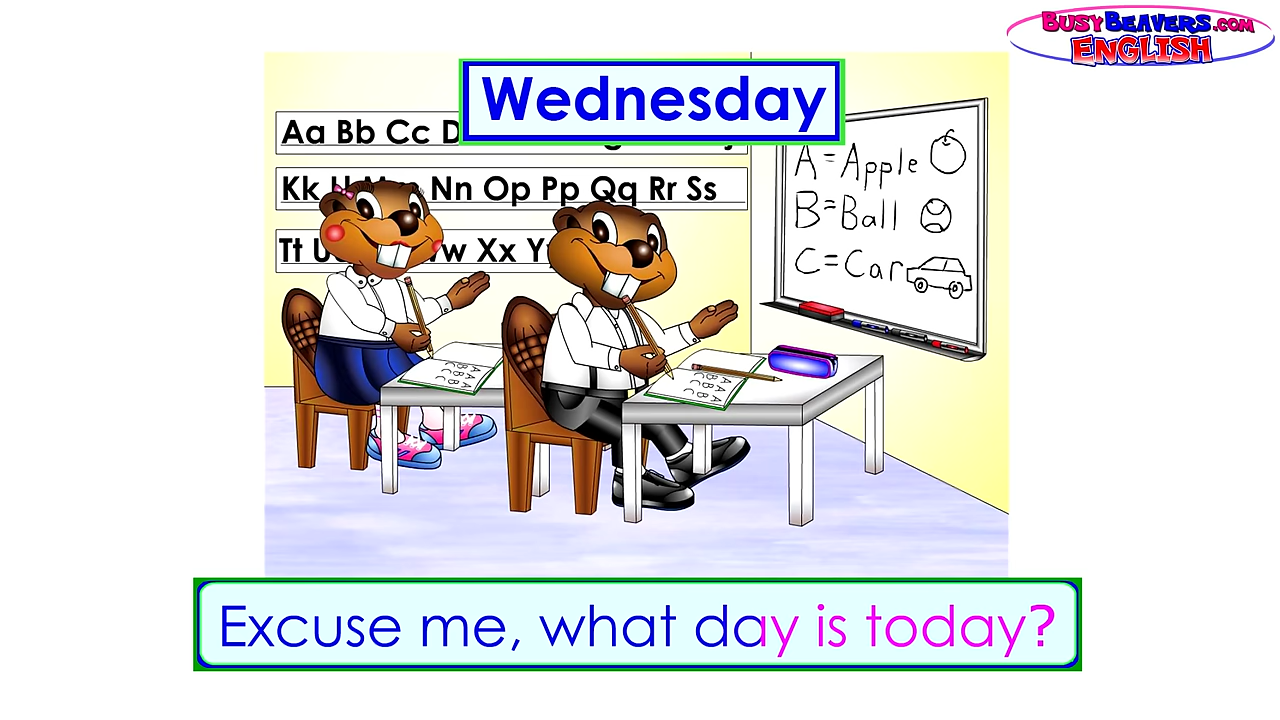 BUSYBEAVERS.COM
ENGLISH
Wednesday
Aa Bb Cc D
Kk Nn Op Pp Qq Rr Ss
Tt U w Xx Y
A=Apple
B=Ball
C=Car
A A A
B B B
C C C
A A A
B B B
C C C
Excuse me, what day is today?